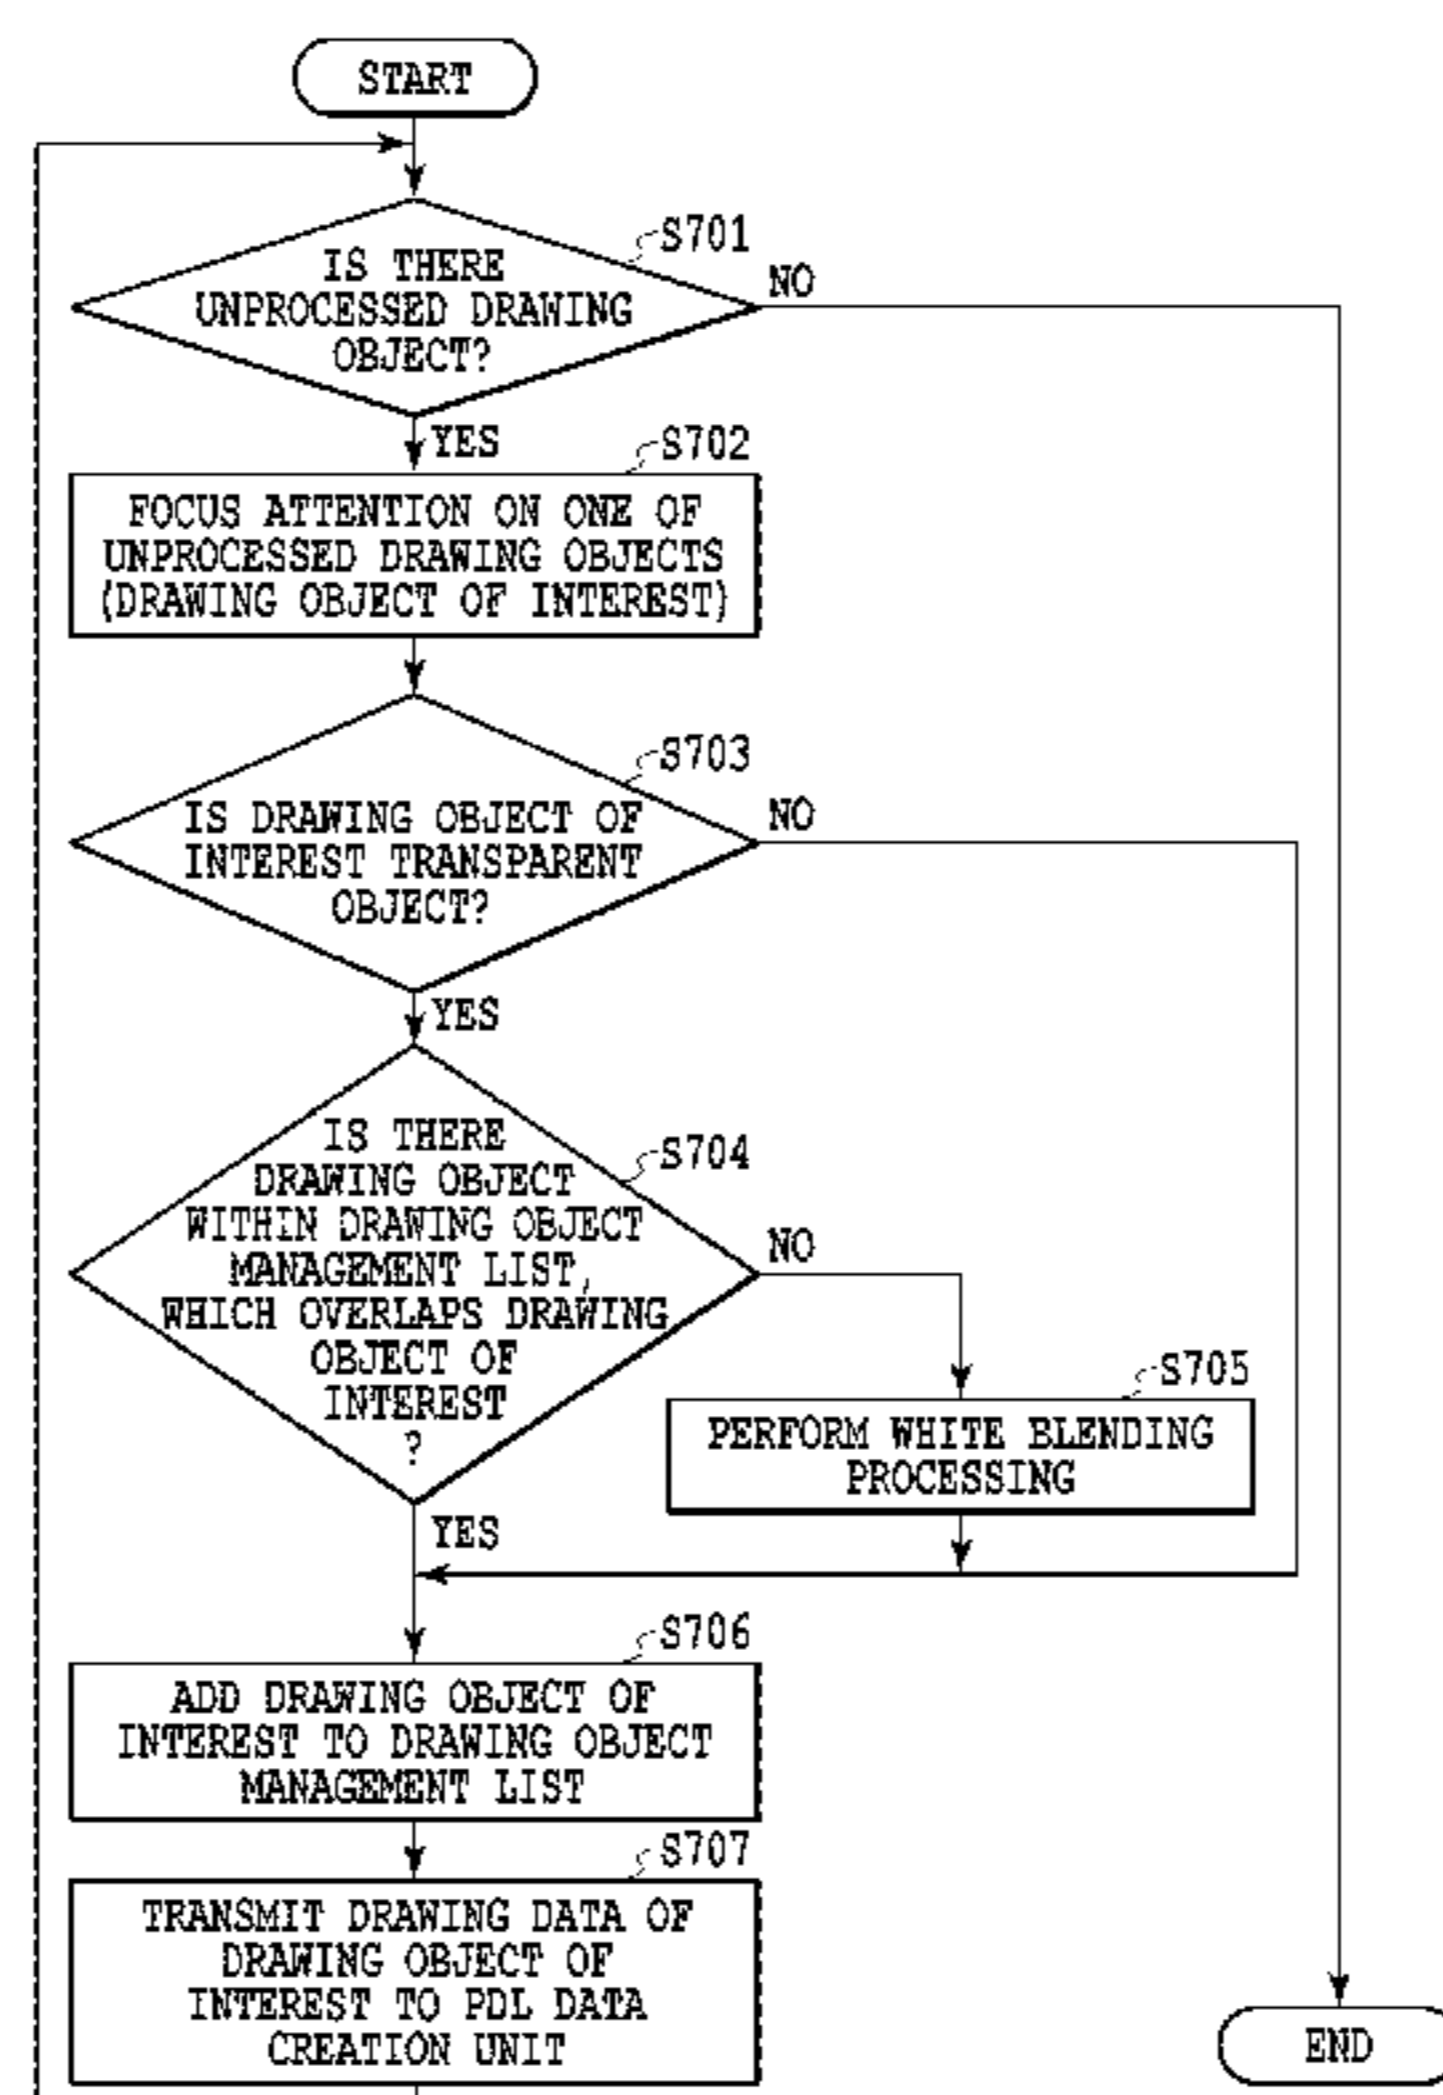 START
S701
IS THERE
UNPROCESSED DRAWING
OBJECT?
NO
YES
S702
FOCUS ATTENTION ON ONE OF
UNPROCESSED DRAWING OBJECTS
(DRAWING OBJECT OF INTEREST)
S703
IS DRAWING OBJECT OF
INTEREST TRANSPARENT
OBJECT?
NO
YES
S704
IS THERE
DRAWING OBJECT
WITHIN DRAWING OBJECT
MANAGEMENT LIST,
WHICH OVERLAPS DRAWING
OBJECT OF
INTEREST
?
NO
YES
S705
PERFORM WHITE BLENDING
PROCESSING
S706
ADD DRAWING OBJECT OF
INTEREST TO DRAWING OBJECT
MANAGEMENT LIST
S707
TRANSMIT DRAWING DATA OF
DRAWING OBJECT OF
INTEREST TO PDL DATA
CREATION UNIT
END